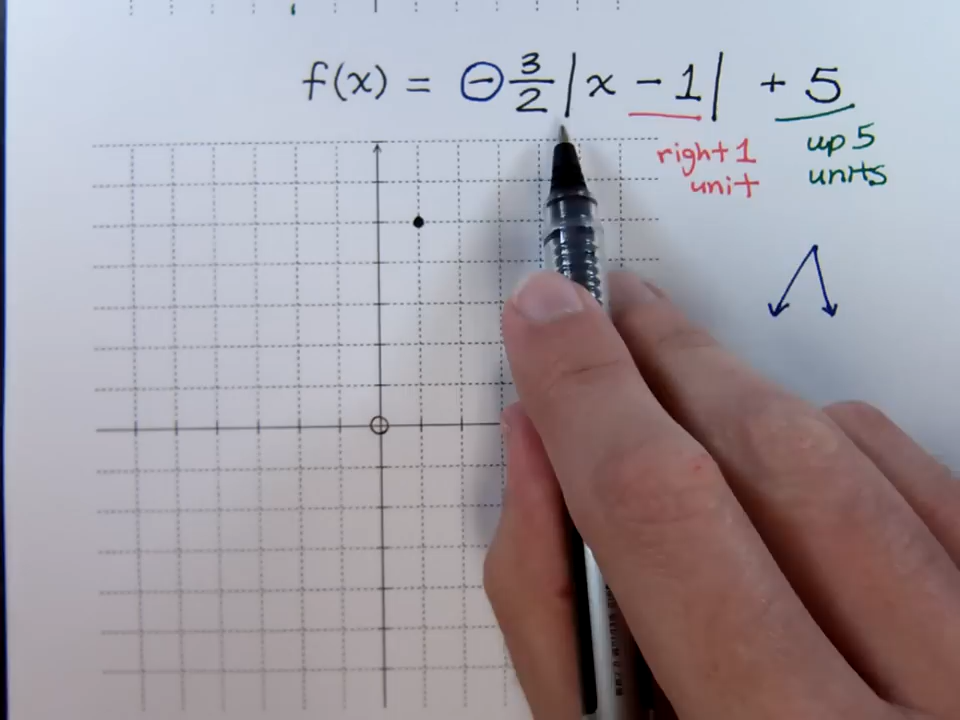 f(x) = - 3/2 |x - 1| + 5
right 1 unit
up 5 units